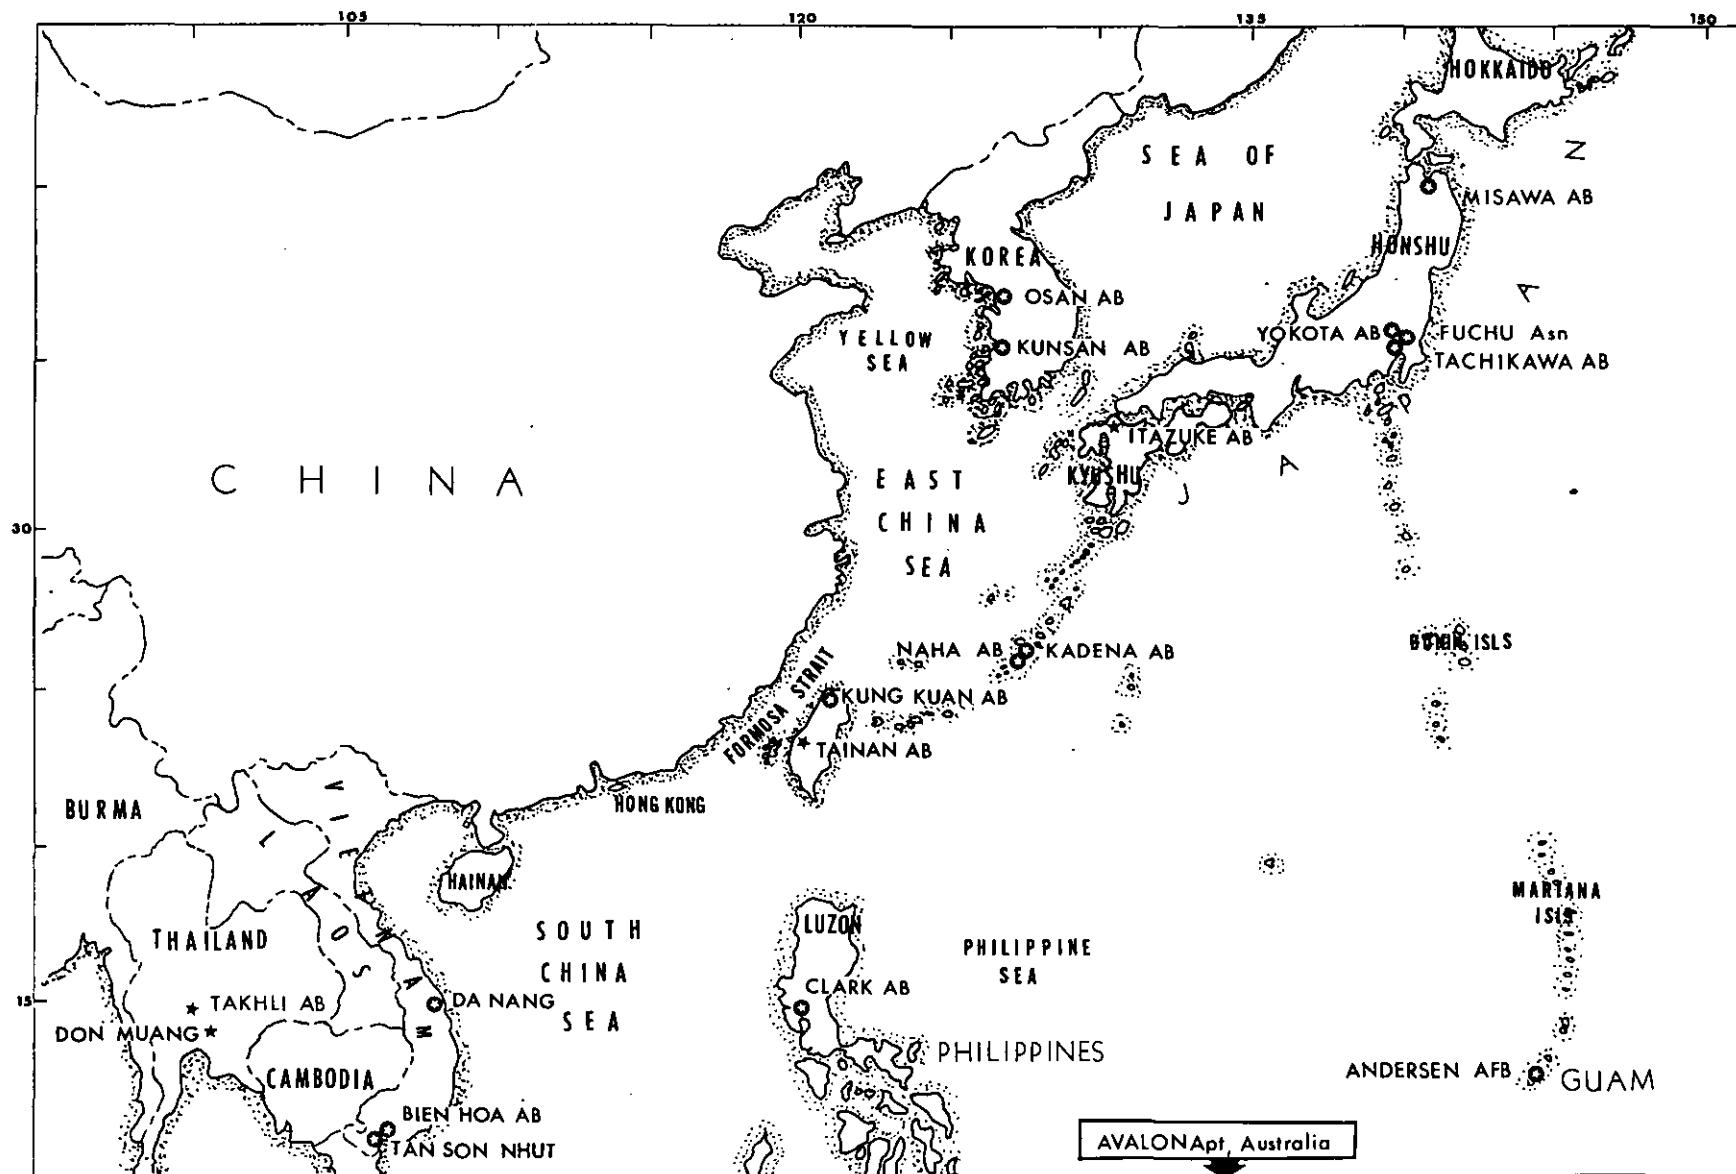 105 120 135 150
HOKKAIDO
SEA OF
JAPAN
MISAWA AB
HONSHU
KOREA
OSAN AB
YELLOW
SEA
KUNSAN AB
YOKOTA AB
FUCHU Asn
TACHIKAWA AB
ITAZUKE AB
KYUSHU
JAPAN
CHINA
EAST
CHINA
SEA
30
NAHA AB
KADENA AB
BONIN ISLS
FORMOSA STRAIT
KUNG KUAN AB
TAINAN AB
HONG KONG
BURMA
VIETNAM
LAOS
HAINAN
THAILAND
SOUTH
CHINA
SEA
LUZON
PHILIPPINE
SEA
MARIANA
ISLS
CLARK AB
15
TAKHLI AB
DA NANG
DON MUANG
PHILIPPINES
CAMBODIA
ANDERSEN AFB
GUAM
BIEN HOA AB
TAN SON NHUT
AVALON Apt, Australia